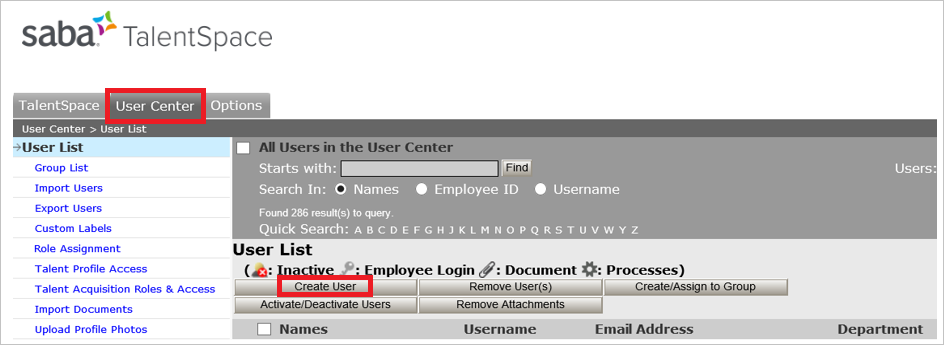 saba TalentSpace
TalentSpace User Center Options
User Center > User List
User List
Group List
Import Users
Export Users
Custom Labels
Role Assignment
Talent Profile Access
Talent Acquisition Roles & Access
Import Documents
Upload Profile Photos
All Users in the User Center
Starts with: Find Users:
Search In: Names Employee ID Username
Found 286 result(s) to query.
Quick Search: A B C D E F G H J K L M N O P Q R S T U V W Y Z
User List
( : Inactive : Employee Login : Document : Processes)
Create User Remove User(s) Create/Assign to Group
Activate/Deactivate Users Remove Attachments
Names Username Email Address Department